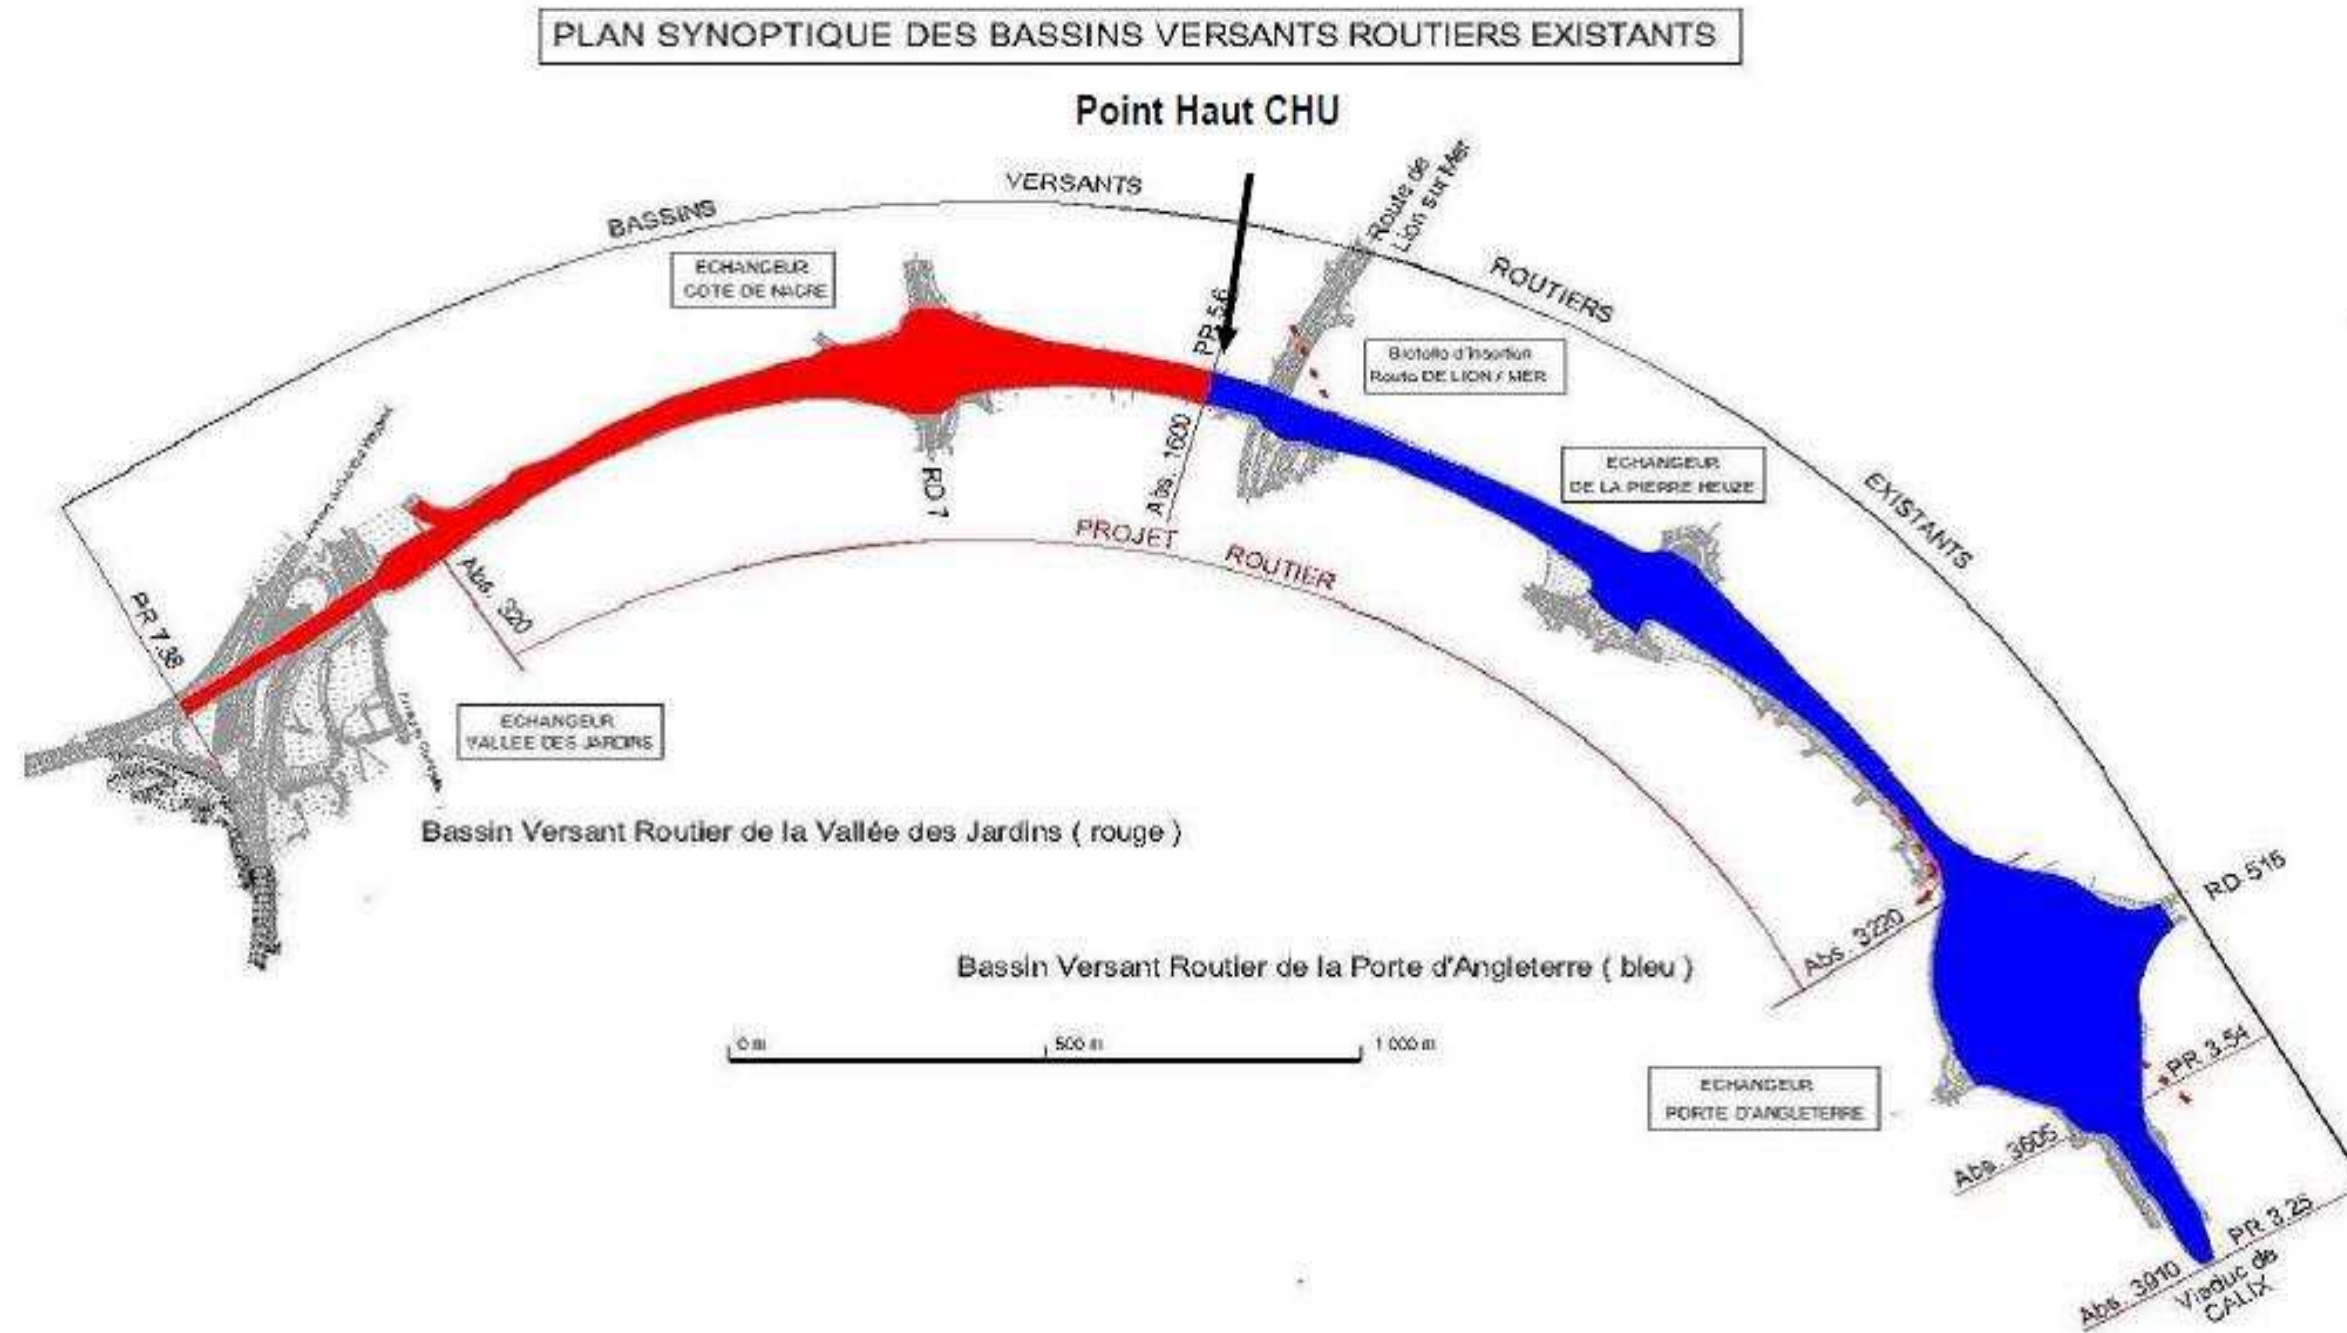 PLAN SYNOPTIQUE DES BASSINS VERSANTS ROUTIERS EXISTANTS
Point Haut CHU
BASSINS
VERSANTS
ROUTIERS
EXISTANTS
Route de
Lion sur Mer
ECHANGEUR
COTE DE NACRE
PR 5.6
Bretelle d'Insertion
Route DE LION / MER
ECHANGEUR
DE LA PIERRE HEUZE
RD 7
Abs. 1600
PROJET
ROUTIER
Abs. 320
PR 7.38
ECHANGEUR
VALLEE DES JARDINS
Bassin Versant Routier de la Vallée des Jardins ( rouge )
RD 515
Abs. 3220
Bassin Versant Routier de la Porte d'Angleterre ( bleu )
0 m
500 m
1 000 m
PR 3.54
ECHANGEUR
PORTE D'ANGLETERRE
Abs. 3605
PR 3.25
Abs. 3910
Viaduc de
CALIX